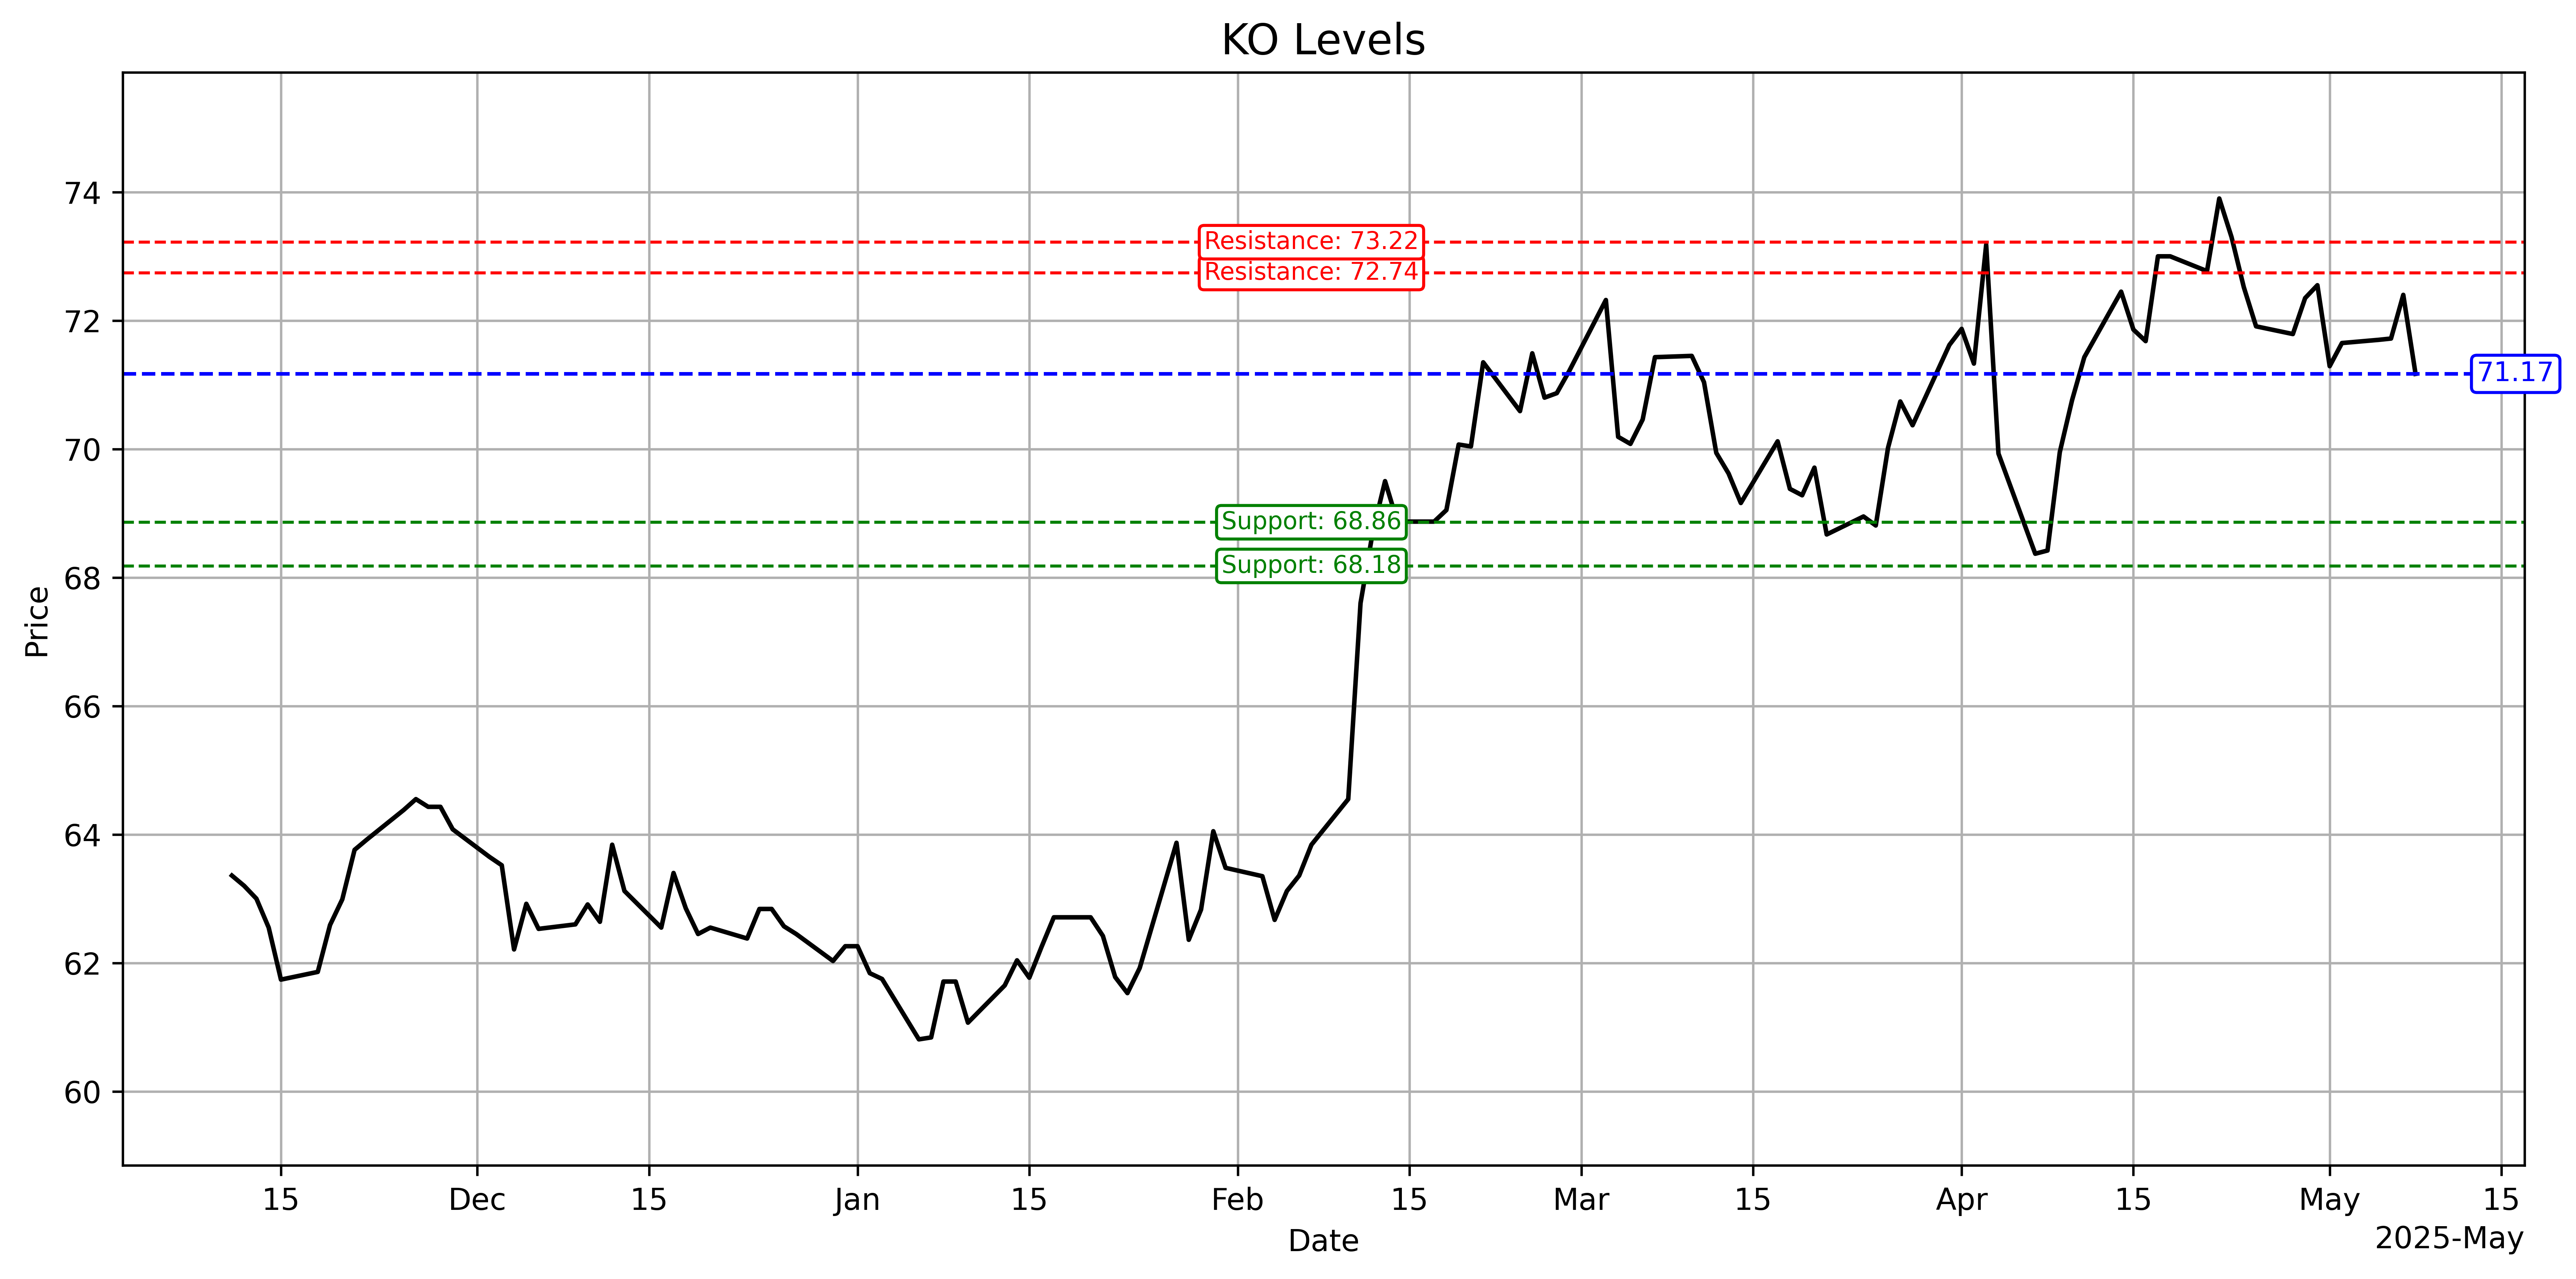 KO Levels
74
72
70
68
66
64
62
60
Price
Resistance: 73.22
Resistance: 72.74
71.17
Support: 68.86
Support: 68.18
15
Dec
15
Jan
15
Feb
15
Mar
15
Apr
15
May
15
Date
2025-May